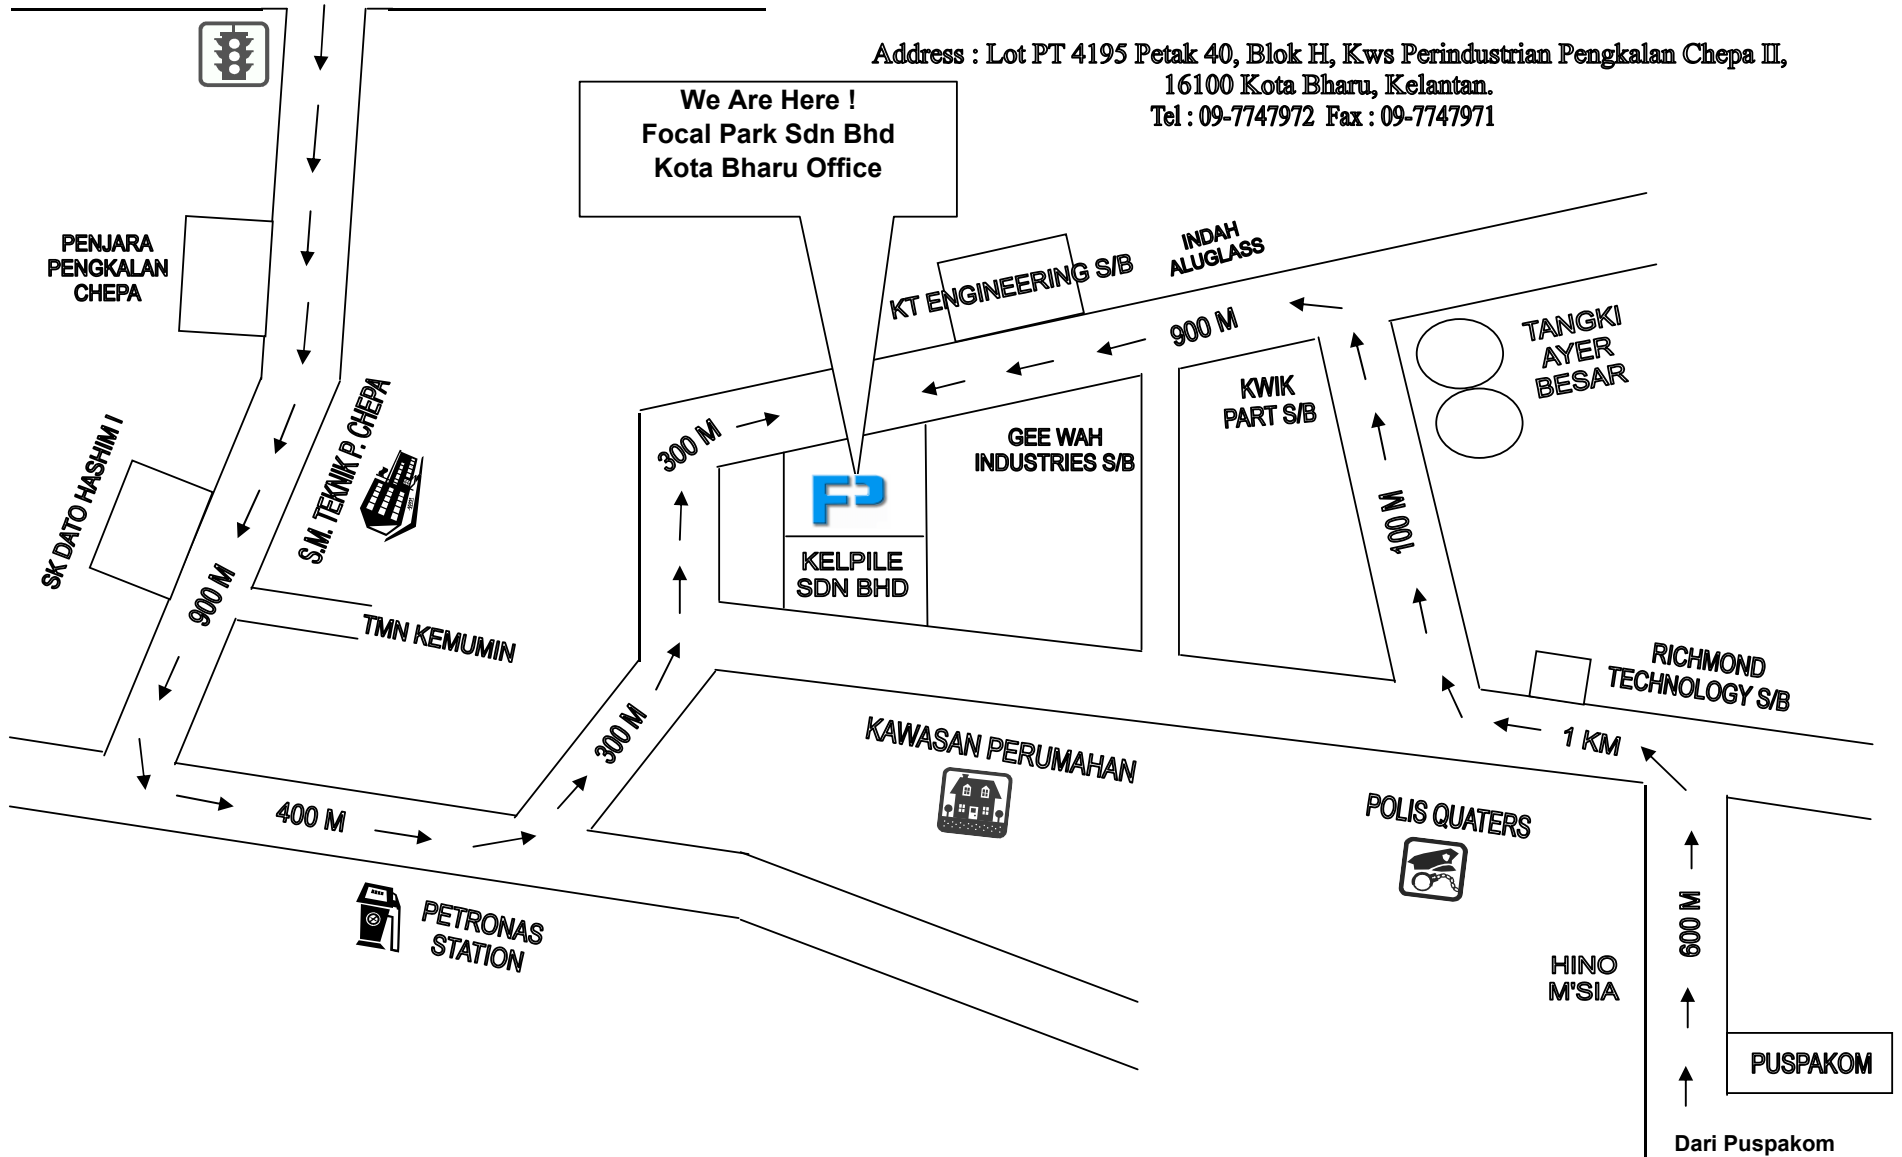 Address : Lot PT 4195 Petak 40, Blok H, Kws Perindustrian Pengkalan Chepa II,
16100 Kota Bharu, Kelantan.
Tel : 09-7747972 Fax : 09-7747971
We Are Here !
Focal Park Sdn Bhd
Kota Bharu Office
PENJARA
PENGKALAN
CHEPA
INDAH
ALUGLASS
KT ENGINEERING S/B
900 M
TANGKI
AYER
BESAR
KWIK
PART S/B
S.M. TEKNIK P. CHEPA
SK DATO HASHIM I
300 M
GEE WAH
INDUSTRIES S/B
FP
100 M
KELPILE
SDN BHD
900 M
TMN KEMUMIN
RICHMOND
TECHNOLOGY S/B
300 M
KAWASAN PERUMAHAN
1 KM
400 M
POLIS QUATERS
PETRONAS
STATION
600 M
HINO
M'SIA
PUSPAKOM
Dari Puspakom